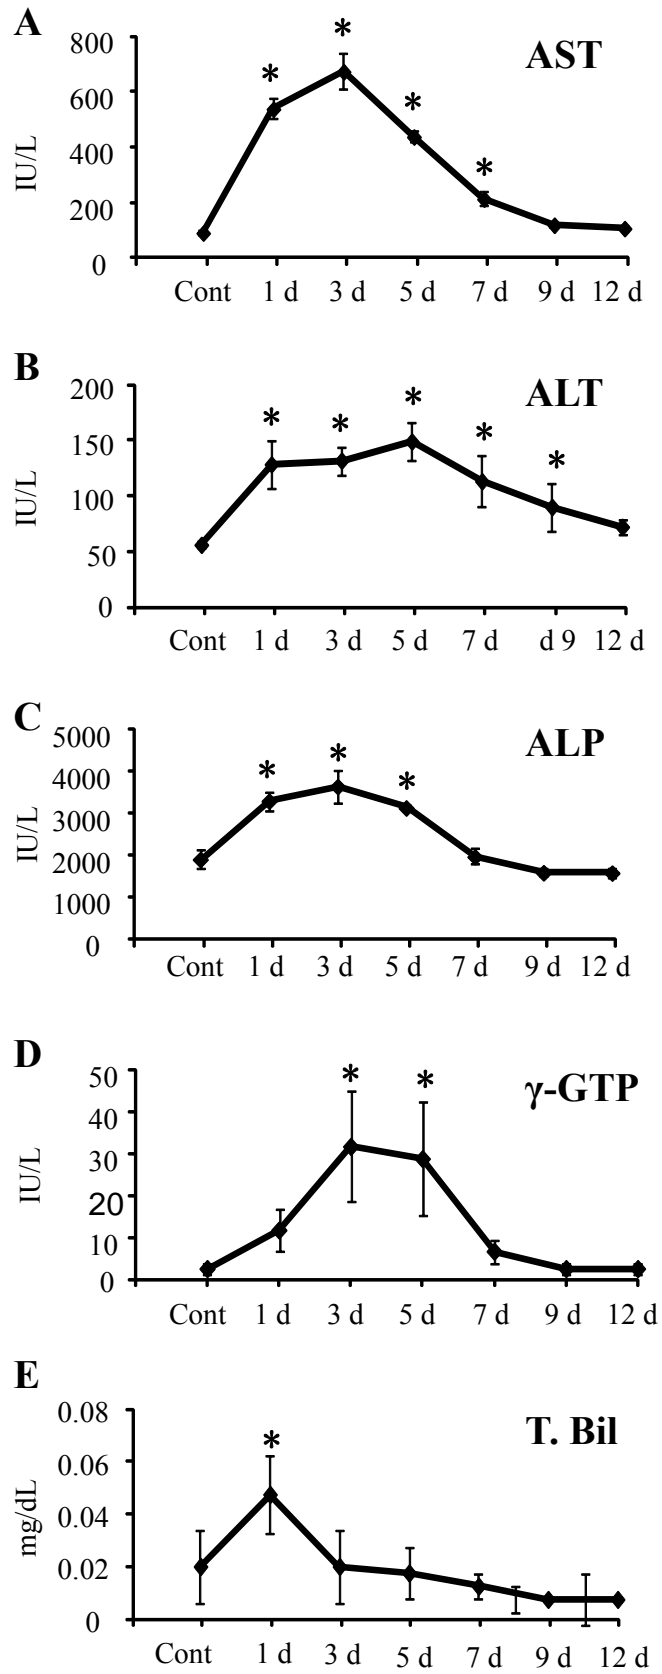 A
AST
IU/L
800
600
400
200
0
*
*
*
*
Cont 1 d 3 d 5 d 7 d 9 d 12 d
B
ALT
IU/L
200
150
100
50
0
*
*
*
*
*
Cont 1 d 3 d 5 d 7 d d 9 12 d
C
ALP
IU/L
5000
4000
3000
2000
1000
0
*
*
*
Cont 1 d 3 d 5 d 7 d 9 d 12 d
D
γ-GTP
IU/L
50
40
30
20
10
0
*
*
Cont 1 d 3 d 5 d 7 d 9 d 12 d
E
T. Bil
mg/dL
0.08
0.06
0.04
0.02
0
*
Cont 1 d 3 d 5 d 7 d 9 d 12 d